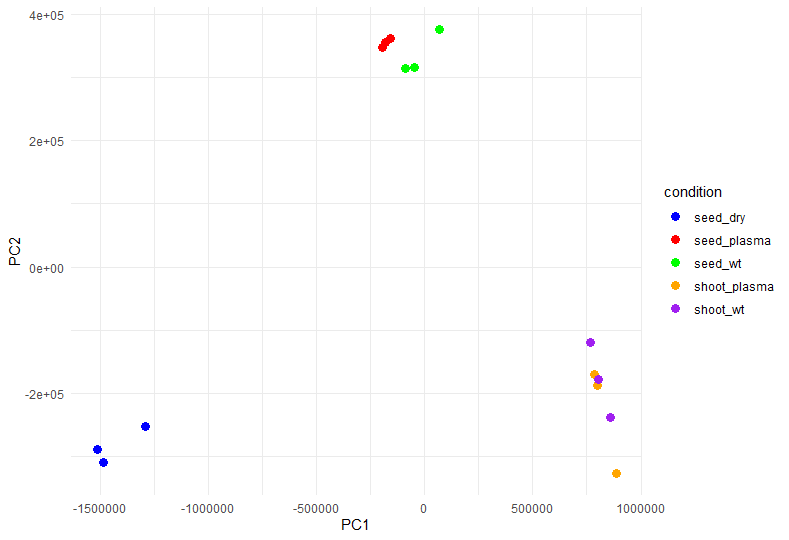 4e+05
2e+05
0e+00
-2e+05
PC2
-1500000
-1000000
-500000
0
500000
1000000
PC1
condition
seed_dry
seed_plasma
seed_wt
shoot_plasma
shoot_wt